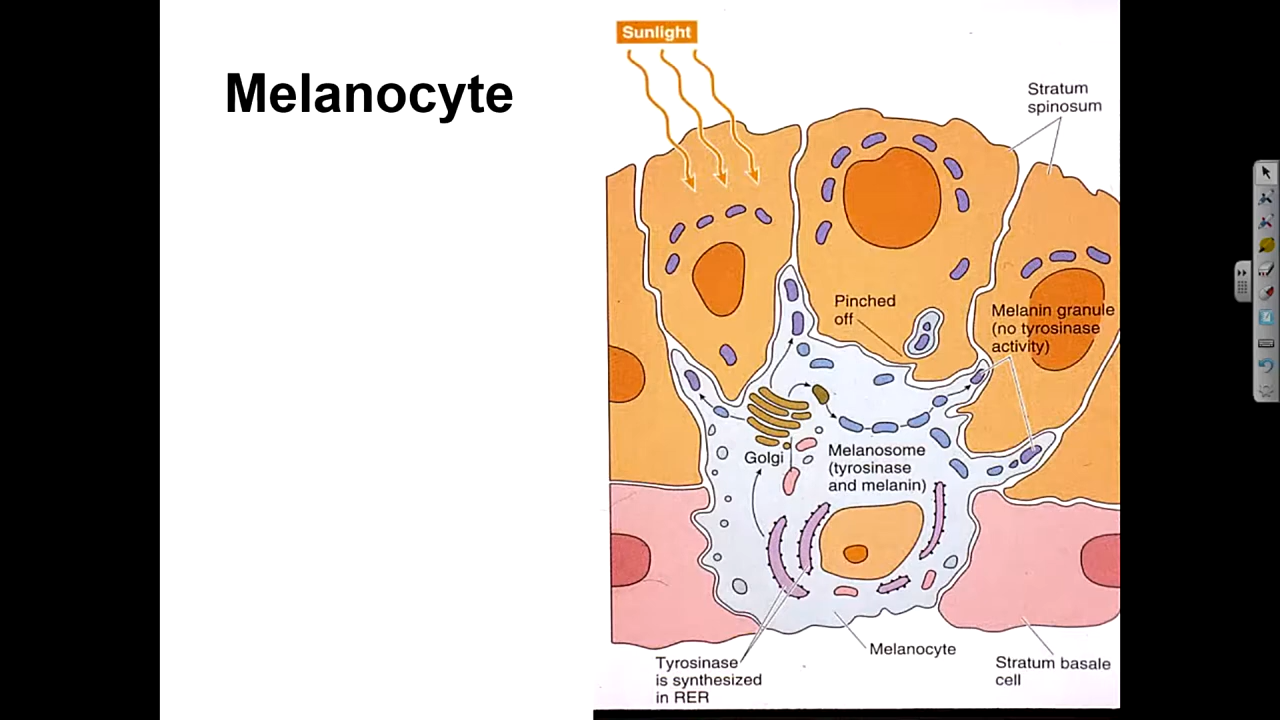 Melanocyte
Sunlight
Stratum
spinosum
Pinched
off
Melanin granule
(no tyrosinase
activity)
Golgi
Melanosome
(tyrosinase
and melanin)
Melanocyte
Tyrosinase
is synthesized
in RER
Stratum basale
cell